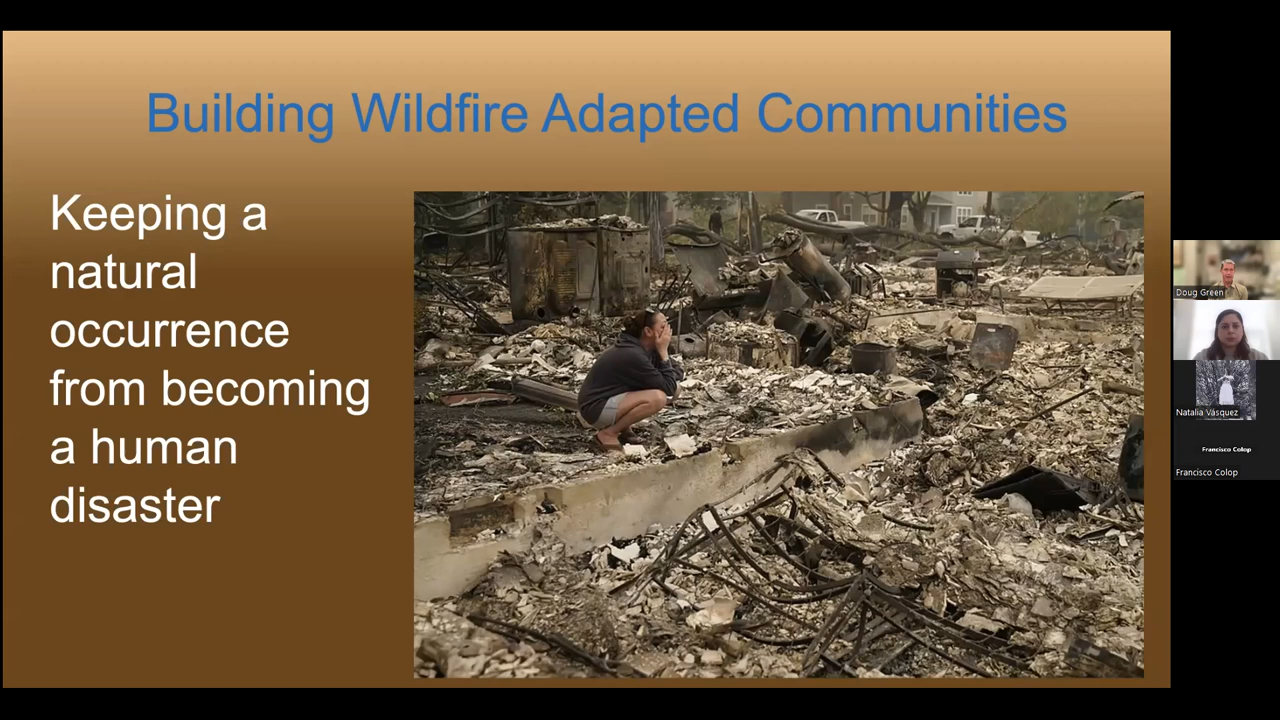 Building Wildfire Adapted Communities
Keeping a
natural
occurrence
from becoming
a human
disaster
Doug Green
Natalia Vásquez
Francisco Colop
Francisco Colop